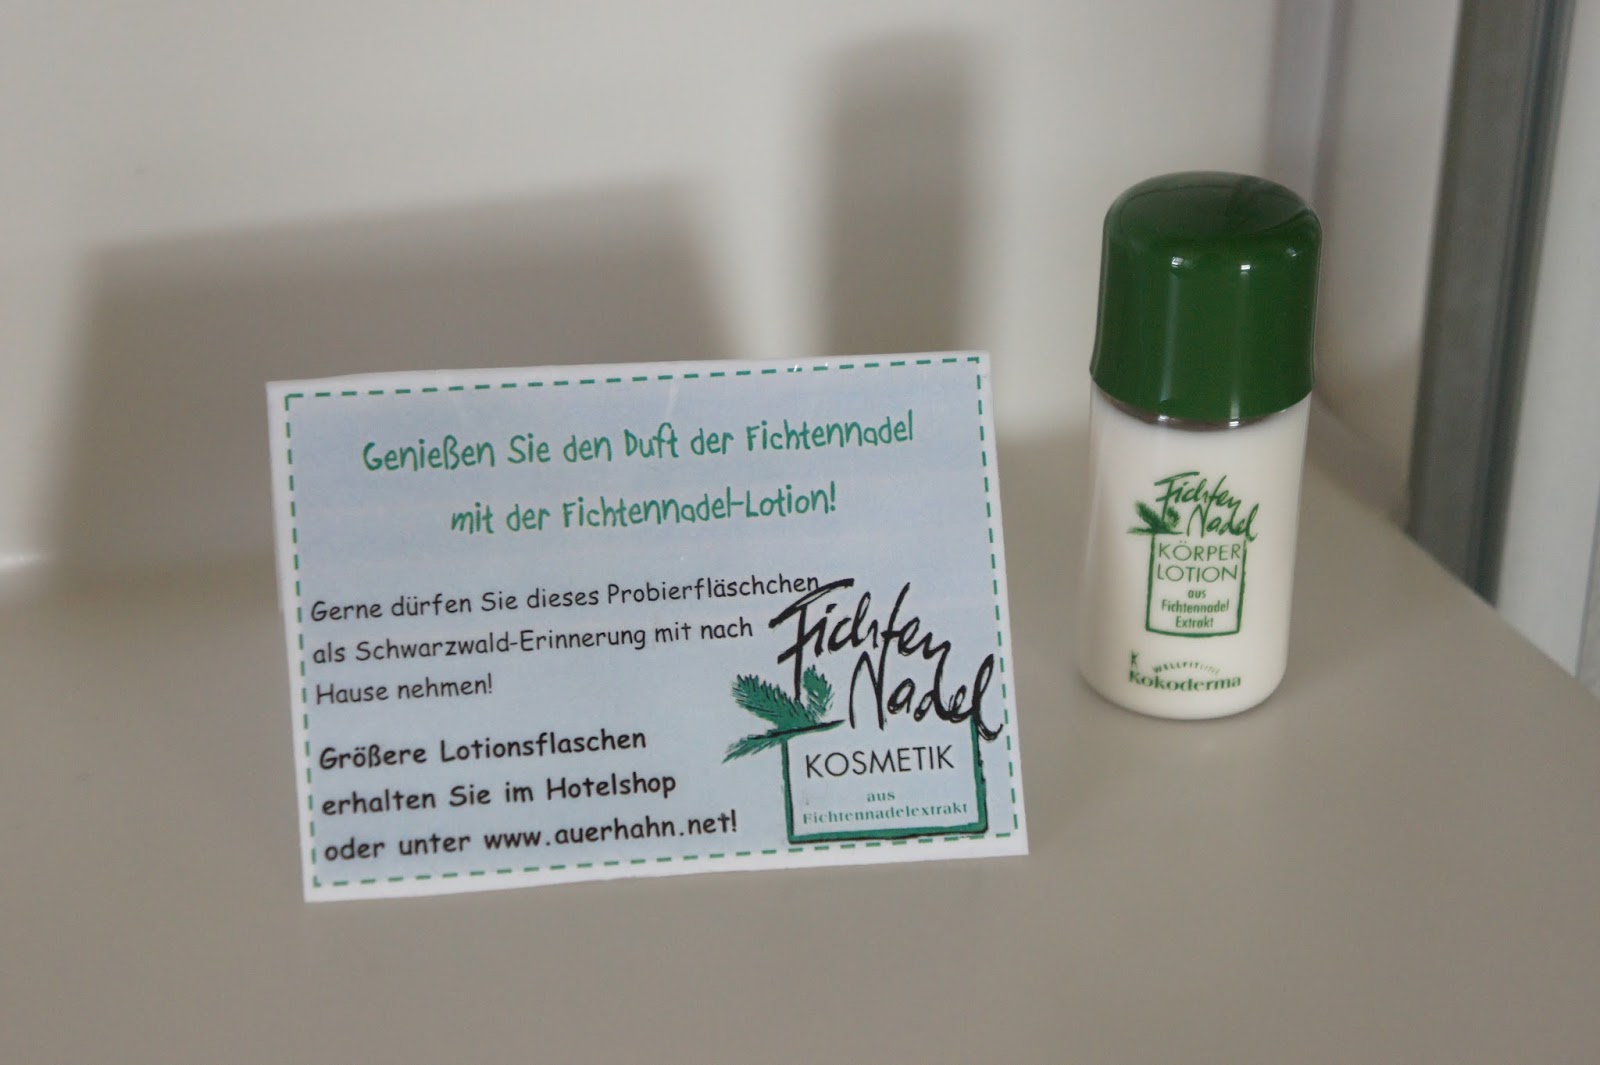 Genießen Sie den Duft der Fichtennadel
mit der Fichtennadel-Lotion!
Gerne dürfen Sie dieses Probierfläschchen
als Schwarzwald-Erinnerung mit nach
Hause nehmen!
Größere Lotionsflaschen
erhalten Sie im Hotelshop
oder unter www.auerhahn.net!
Fichten
Nadel
KOSMETIK
aus
Fichtennadelextrakt
Fichten
Nadel
KÖRPER
LOTION
aus
Fichtennadel
Extrakt
K WELLFITLINE
Kokoderma